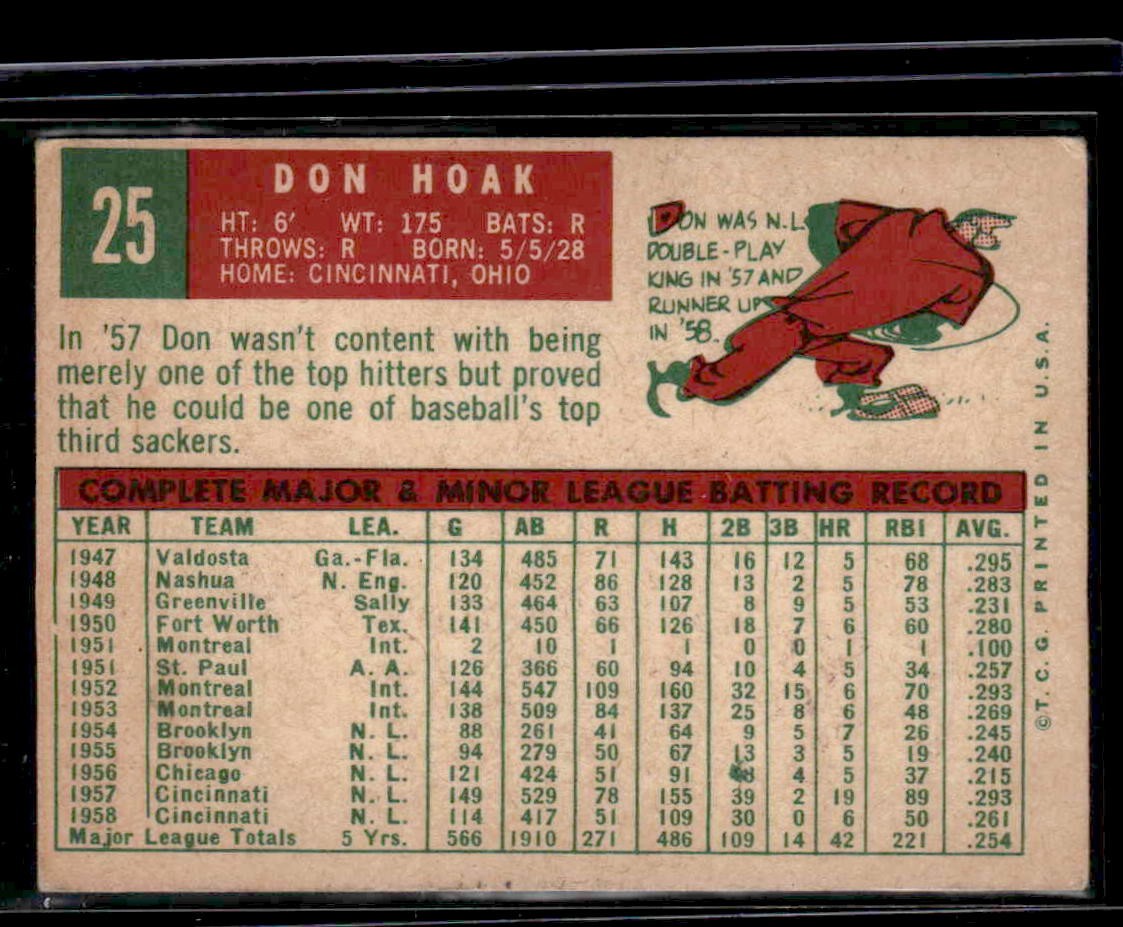 25
DON HOAK
HT: 6' WT: 175 BATS: R
THROWS: R BORN: 5/5/28
HOME: CINCINNATI, OHIO
DON WAS N.L.
DOUBLE-PLAY
KING IN '57 AND
RUNNER UP
IN '58.
In '57 Don wasn't content with being
merely one of the top hitters but proved
that he could be one of baseball's top
third sackers.
COMPLETE MAJOR & MINOR LEAGUE BATTING RECORD
YEAR TEAM LEA. G AB R H 2B 3B HR RBI AVG.
1947 Valdosta Ga.-Fla. 134 485 71 143 16 12 5 68 .295
1948 Nashua N. Eng. 120 452 86 128 13 2 5 78 .283
1949 Greenville Sally 133 464 63 107 8 9 5 53 .231
1950 Fort Worth Tex. 141 450 66 126 18 7 6 60 .280
1951 Montreal Int. 2 10 1 1 0 0 1 1 .100
1951 St. Paul A. A. 126 366 60 94 10 4 5 34 .257
1952 Montreal Int. 144 547 109 160 32 15 6 70 .293
1953 Montreal Int. 138 509 84 137 25 8 6 48 .269
1954 Brooklyn N. L. 88 261 41 64 9 5 7 26 .245
1955 Brooklyn N. L. 94 279 50 67 13 3 5 19 .240
1956 Chicago N. L. 121 424 51 91 4 5 37 .215
1957 Cincinnati N. L. 149 529 78 155 39 2 19 89 .293
1958 Cincinnati N. L. 114 417 51 109 30 0 6 50 .261
Major League Totals 5 Yrs. 566 1910 271 486 109 14 42 221 .254
©T. C. G. PRINTED IN U.S.A.